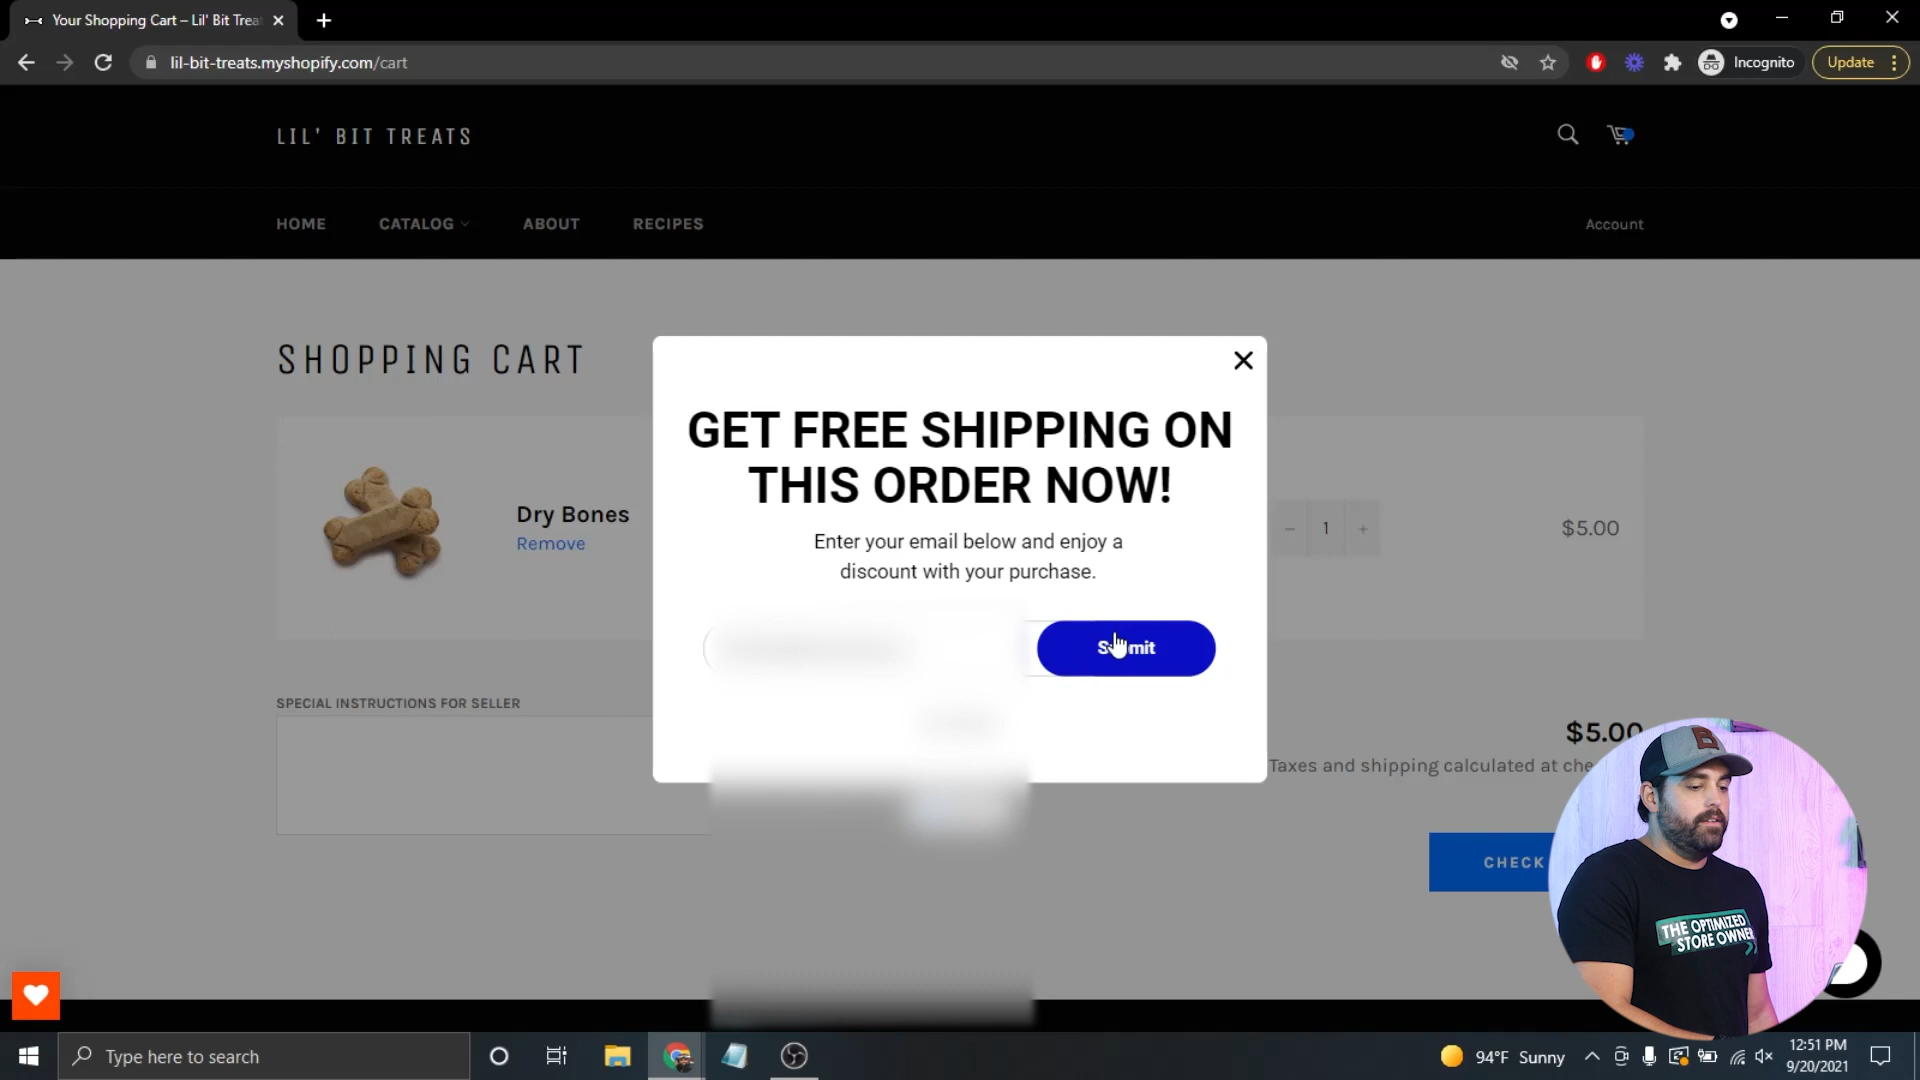 Your Shopping Cart – Lil' Bit Trea
lil-bit-treats.myshopify.com/cart
Incognito
Update
LIL' BIT TREATS
HOME
CATALOG
ABOUT
RECIPES
Account
SHOPPING CART
GET FREE SHIPPING ON
THIS ORDER NOW!
Dry Bones
Remove
− 1 +
$5.00
Enter your email below and enjoy a
discount with your purchase.
Submit
SPECIAL INSTRUCTIONS FOR SELLER
$5.00
Taxes and shipping calculated at che
CHECK
THE OPTIMIZED
STORE OWNER
Type here to search
94°F Sunny
12:51 PM
9/20/2021